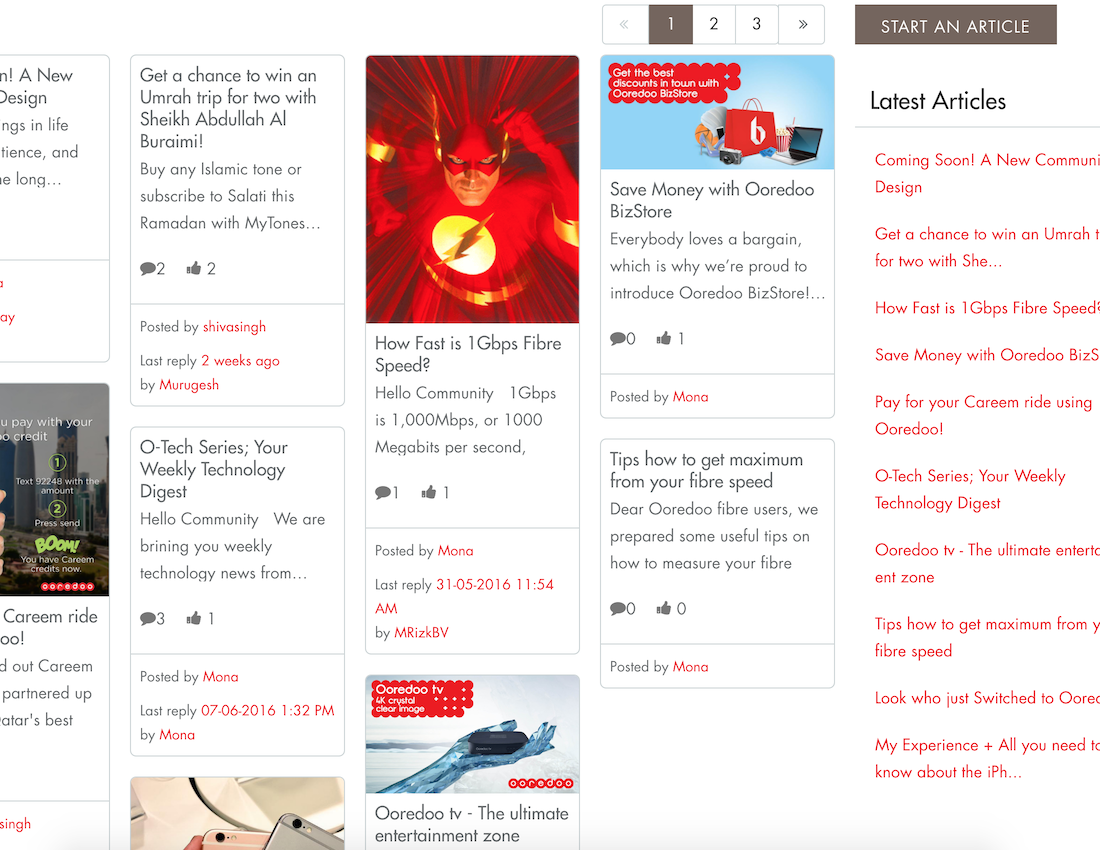 «
1
2
3
»
START AN ARTICLE
n! A New
Design
ngs in life
tience, and
ne long...
ay
u pay with your
oo credit
1
Text 92248 with the
amount
2
Press send
BOOM!
You have Careem
credits now.
ooredoo
Careem ride
oo!
d out Careem
partnered up
atar's best
singh
Get a chance to win an
Umrah trip for two with
Sheikh Abdullah Al
Buraimi!
Buy any Islamic tone or
subscribe to Salati this
Ramadan with MyTones...
2 2
Posted by shivasingh
Last reply 2 weeks ago
by Murugesh
O-Tech Series; Your
Weekly Technology
Digest
Hello Community We are
brining you weekly
technology news from...
3 1
Posted by Mona
Last reply 07-06-2016 1:32 PM
by Mona
How Fast is 1Gbps Fibre
Speed?
Hello Community 1Gbps
is 1,000Mbps, or 1000
Megabits per second,
1 1
Posted by Mona
Last reply 31-05-2016 11:54
AM
by MRizkBV
Ooredoo tv
4K crystal
clear image
ooredoo
Ooredoo tv - The ultimate
entertainment zone
Get the best
discounts in town with
Ooredoo BizStore
b
Save Money with Ooredoo
BizStore
Everybody loves a bargain,
which is why we're proud to
introduce Ooredoo BizStore!...
0 1
Posted by Mona
Tips how to get maximum
from your fibre speed
Dear Ooredoo fibre users, we
prepared some useful tips on
how to measure your fibre
0 0
Posted by Mona
Latest Articles
Coming Soon! A New Communi
Design
Get a chance to win an Umrah t
for two with She...
How Fast is 1Gbps Fibre Speed?
Save Money with Ooredoo BizS
Pay for your Careem ride using
Ooredoo!
O-Tech Series; Your Weekly
Technology Digest
Ooredoo tv - The ultimate enterta
ent zone
Tips how to get maximum from y
fibre speed
Look who just Switched to Oored
My Experience + All you need to
know about the iPh...